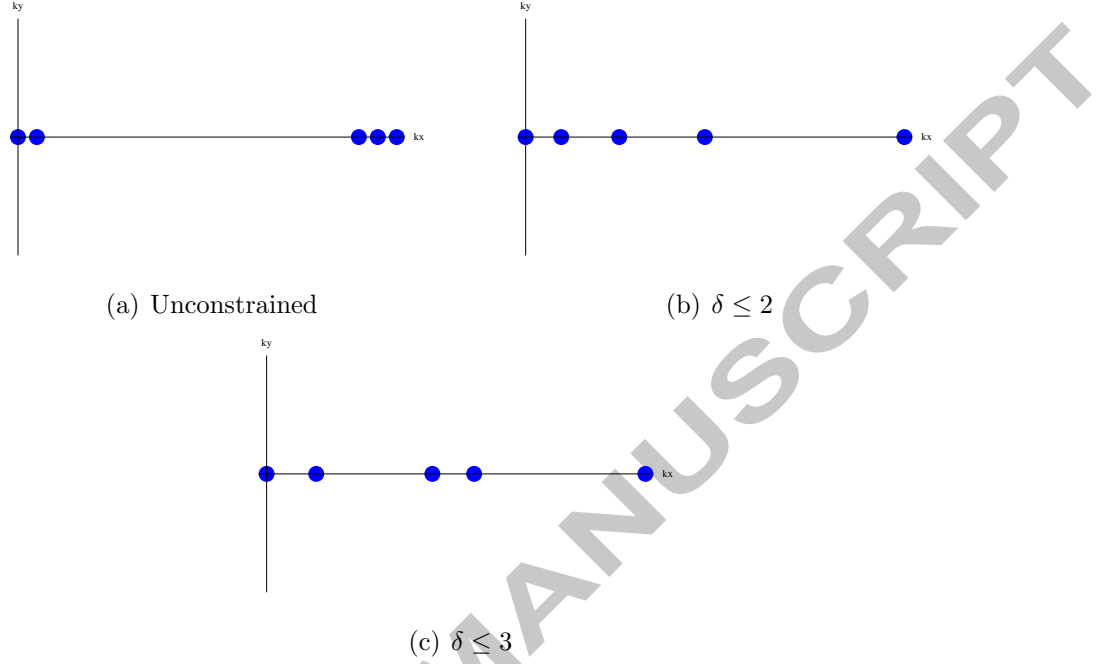 ky
kx
(a) Unconstrained
ky
kx
(b) δ ≤ 2
ky
kx
(c) δ ≤ 3
MANUSCRIPT